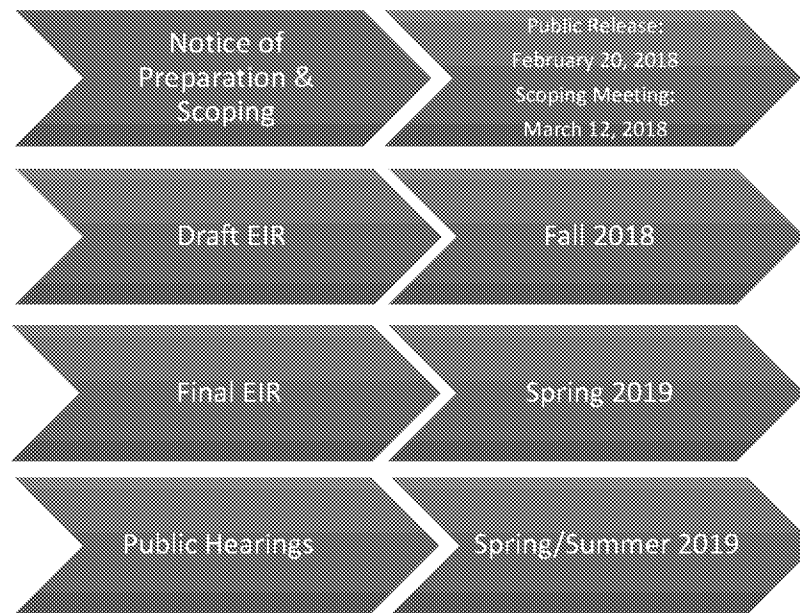 Notice of
Preparation &
Scoping
Public Release:
February 20, 2018
Scoping Meeting:
March 12, 2018
Draft EIR
Fall 2018
Final EIR
Spring 2019
Public Hearings
Spring/Summer 2019